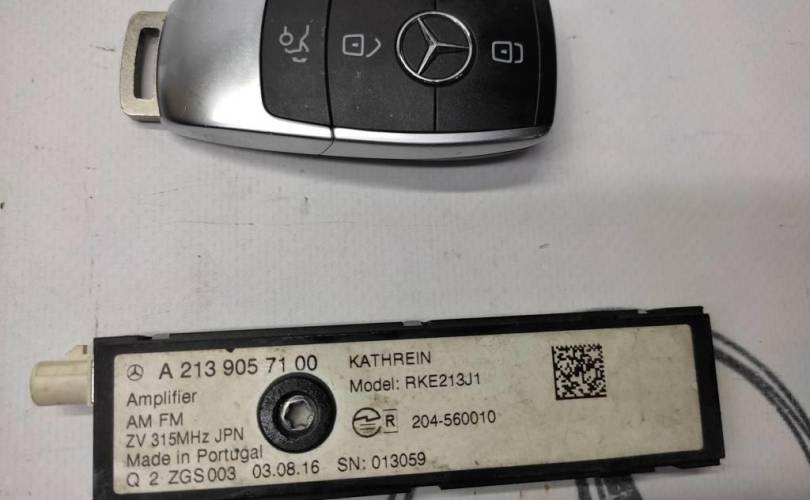 A 213 905 71 00
Amplifier
AM FM
ZV 315MHz JPN
Made in Portugal
Q 2 ZGS003 03.08.16 SN: 013059
KATHREIN
Model: RKE213J1
R 204-560010